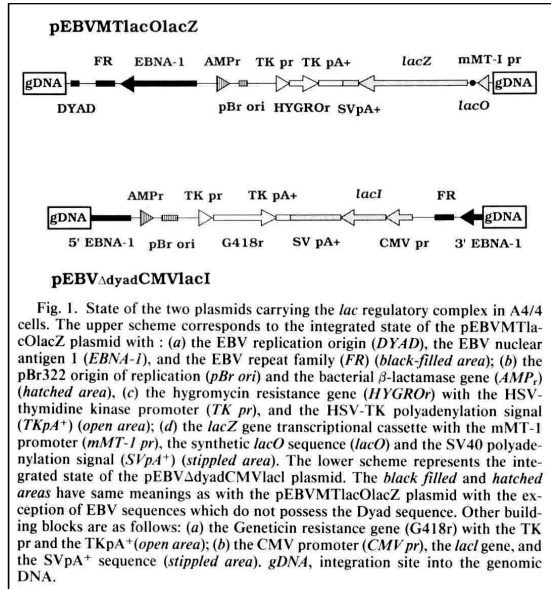 pEBVMTlacOlacZ
FR EBNA-1 AMPr TK pr TK pA+ lacZ mMT-I pr
gDNA gDNA
DYAD pBr ori HYGROr SVpA+ lacO
AMPr TK pr TK pA+ lacI FR
gDNA gDNA
5' EBNA-1 pBr ori G418r SV pA+ CMV pr 3' EBNA-1
pEBVΔdyadCMVlacI
Fig. 1. State of the two plasmids carrying the lac regulatory complex in A4/4
cells. The upper scheme corresponds to the integrated state of the pEBVMTla-
cOlacZ plasmid with : (a) the EBV replication origin (DYAD), the EBV nuclear
antigen 1 (EBNA-1), and the EBV repeat family (FR) (black-filled area); (b) the
pBr322 origin of replication (pBr ori) and the bacterial β-lactamase gene (AMPr)
(hatched area), (c) the hygromycin resistance gene (HYGROr) with the HSV-
thymidine kinase promoter (TK pr), and the HSV-TK polyadenylation signal
(TKpA+) (open area); (d) the lacZ gene transcriptional cassette with the mMT-1
promoter (mMT-1 pr), the synthetic lacO sequence (lacO) and the SV40 polyade-
nylation signal (SVpA+) (stippled area). The lower scheme represents the inte-
grated state of the pEBVΔdyadCMVlacI plasmid. The black filled and hatched
areas have same meanings as with the pEBVMTlacOlacZ plasmid with the ex-
ception of EBV sequences which do not possess the Dyad sequence. Other buil-
ding blocks are as follows: (a) the Geneticin resistance gene (G418r) with the TK
pr and the TKpA+(open area); (b) the CMV promoter (CMV pr), the lacI gene, and
the SVpA+ sequence (stippled area). gDNA, integration site into the genomic
DNA.